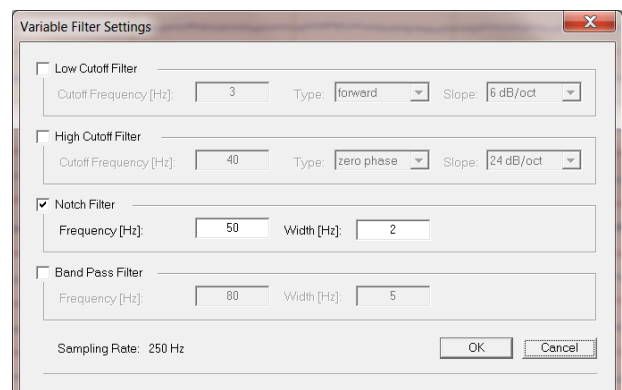 Variable Filter Settings
Low Cutoff Filter
Cutoff Frequency [Hz]: 3 Type: forward Slope: 6 dB/oct
High Cutoff Filter
Cutoff Frequency [Hz]: 40 Type: zero phase Slope: 24 dB/oct
Notch Filter
Frequency [Hz]: 50 Width [Hz]: 2
Band Pass Filter
Frequency [Hz]: 80 Width [Hz]: 5
Sampling Rate: 250 Hz OK Cancel